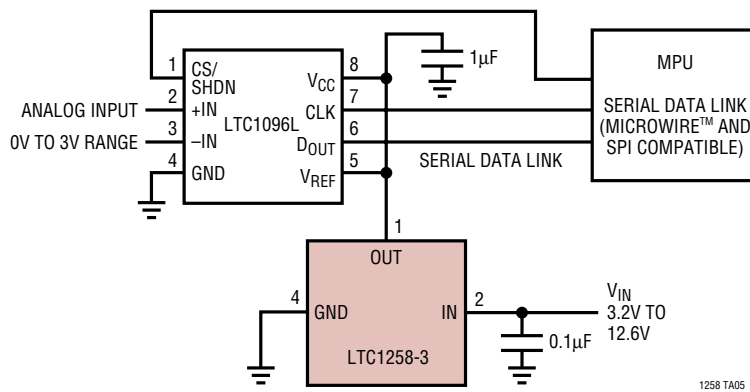 1
CS/
SHDN
2
+IN
3
–IN
4
GND
ANALOG INPUT
0V TO 3V RANGE
LTC1096L
8
VCC
7
CLK
6
DOUT
5
VREF
1µF
MPU
SERIAL DATA LINK
(MICROWIRE™ AND
SPI COMPATIBLE)
SERIAL DATA LINK
1
OUT
4
GND
IN
2
LTC1258-3
VIN
3.2V TO
12.6V
0.1µF
1258 TA05